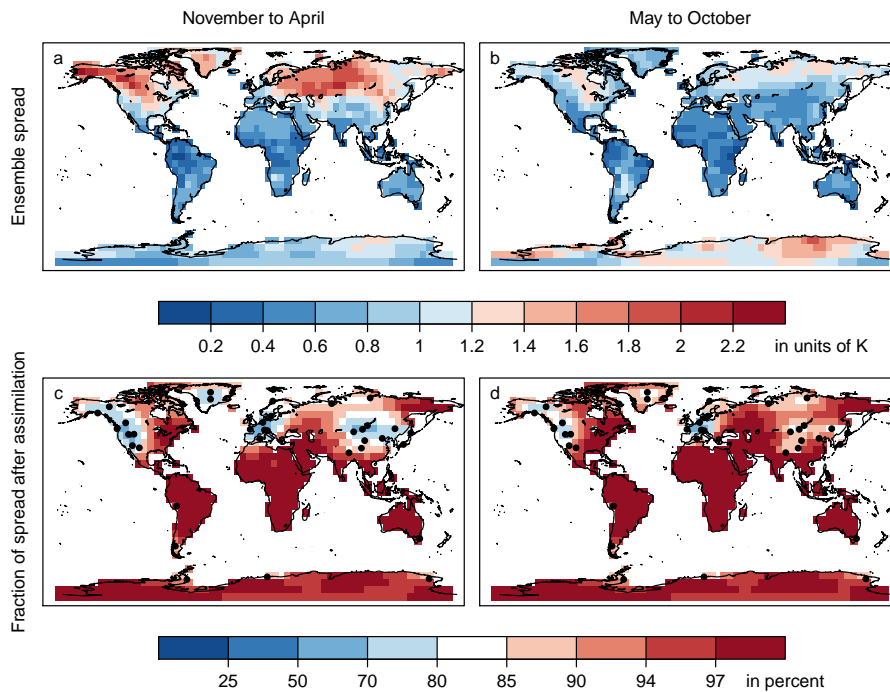 November to April
May to October
Ensemble spread
a
b
0.2 0.4 0.6 0.8 1 1.2 1.4 1.6 1.8 2 2.2 in units of K
Fraction of spread after assimilation
c
d
25 50 70 80 85 90 94 97 in percent